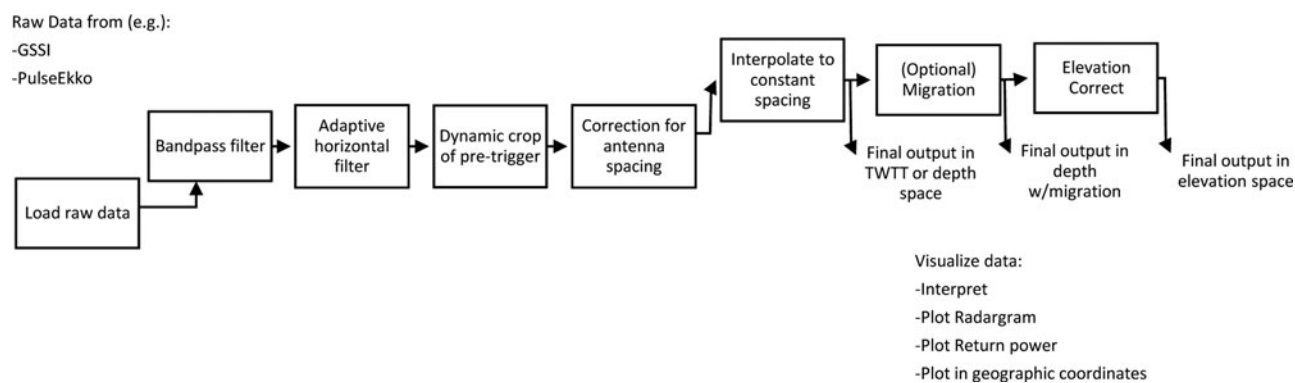 Raw Data from (e.g.):
-GSSI
-PulseEkko
Load raw data
Bandpass filter
Adaptive
horizontal
filter
Dynamic crop
of pre-trigger
Correction for
antenna
spacing
Interpolate to
constant
spacing
(Optional)
Migration
Elevation
Correct
Final output in
TWTT or depth
space
Final output in
depth
w/migration
Final output in
elevation space
Visualize data:
-Interpret
-Plot Radargram
-Plot Return power
-Plot in geographic coordinates